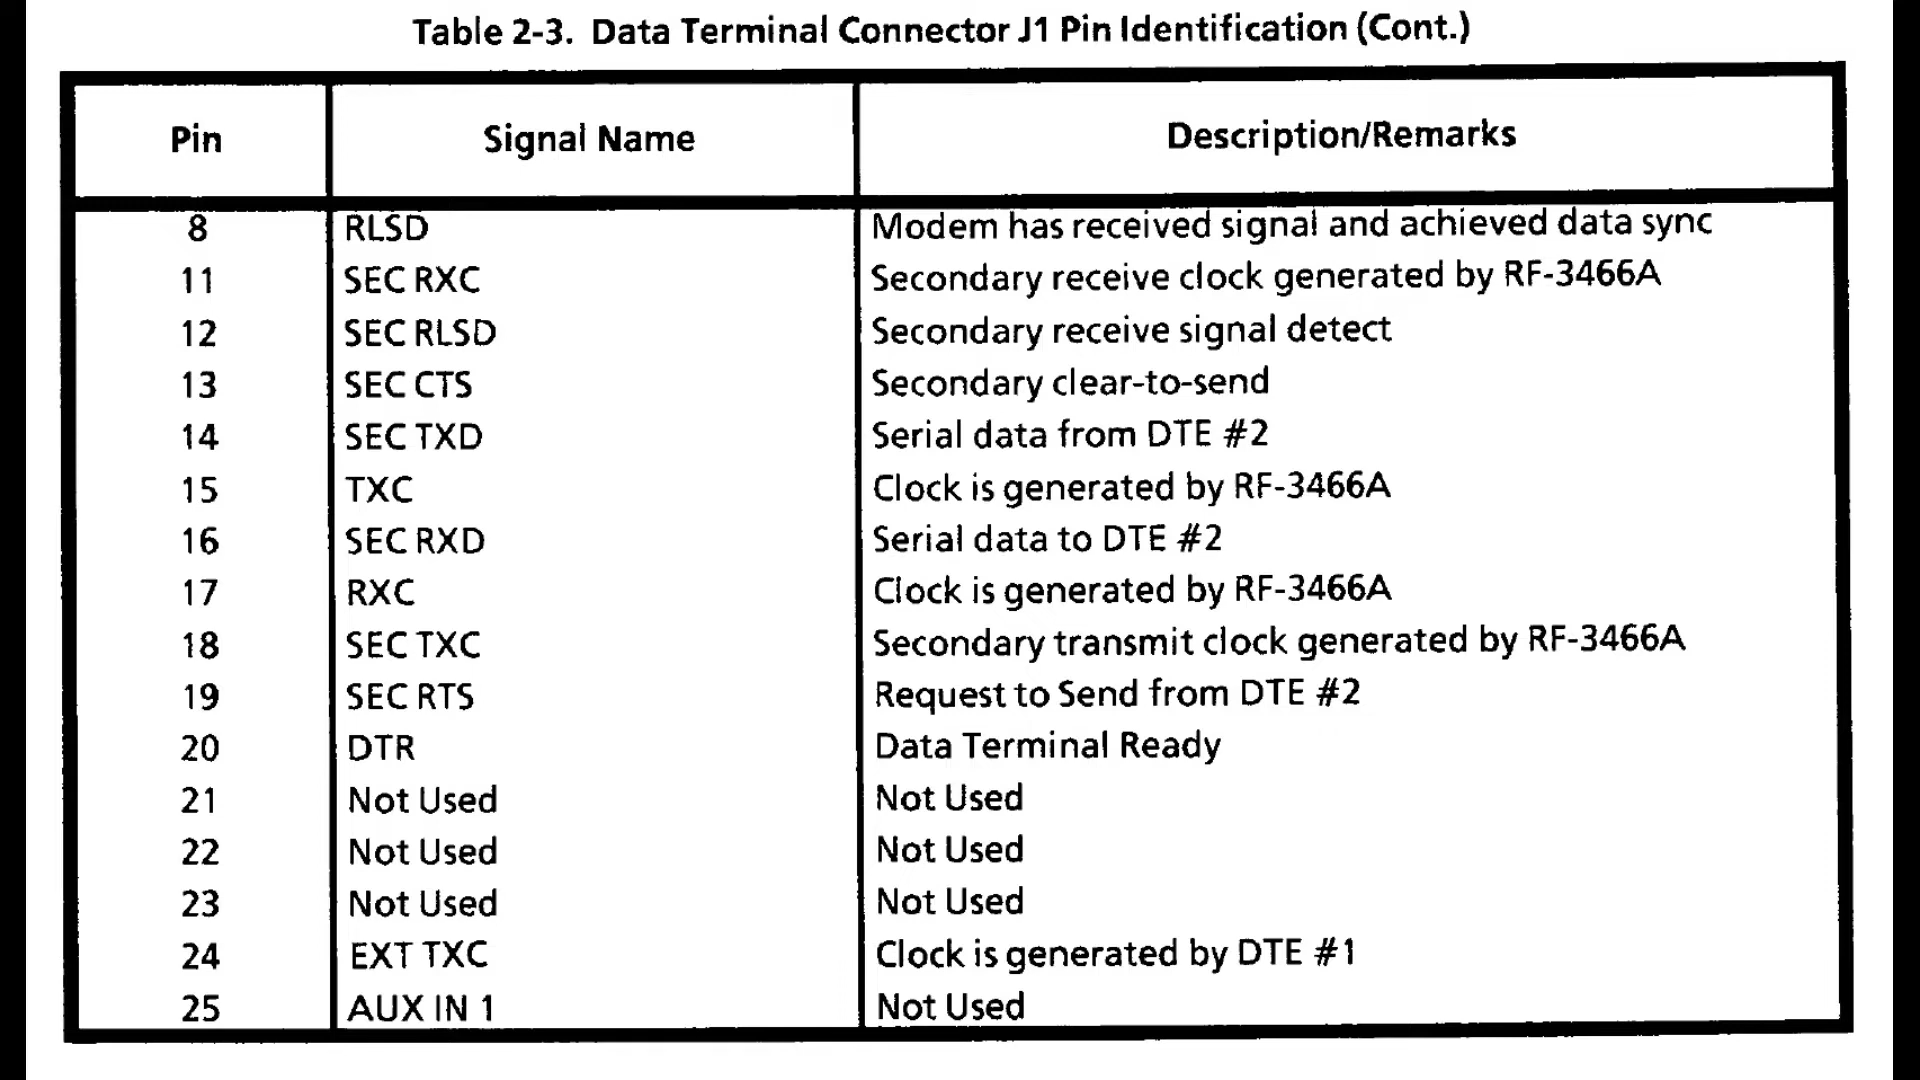 Table 2-3. Data Terminal Connector J1 Pin Identification (Cont.)
Pin Signal Name Description/Remarks
8 RLSD Modem has received signal and achieved data sync
11 SEC RXC Secondary receive clock generated by RF-3466A
12 SEC RLSD Secondary receive signal detect
13 SEC CTS Secondary clear-to-send
14 SEC TXD Serial data from DTE #2
15 TXC Clock is generated by RF-3466A
16 SEC RXD Serial data to DTE #2
17 RXC Clock is generated by RF-3466A
18 SEC TXC Secondary transmit clock generated by RF-3466A
19 SEC RTS Request to Send from DTE #2
20 DTR Data Terminal Ready
21 Not Used Not Used
22 Not Used Not Used
23 Not Used Not Used
24 EXT TXC Clock is generated by DTE #1
25 AUX IN 1 Not Used